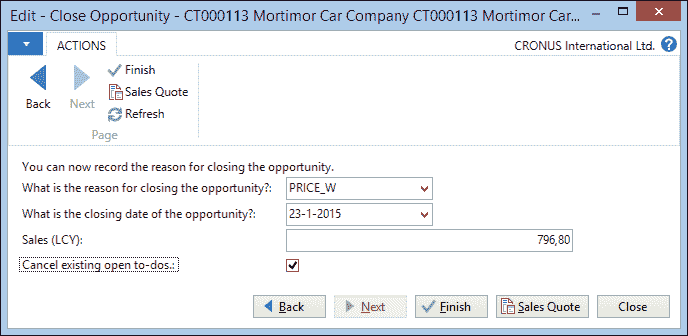 Edit - Close Opportunity - CT000113 Mortimor Car Company CT000113 Mortimor Car...
ACTIONS
CRONUS International Ltd.
Back
Next
Finish
Sales Quote
Refresh
Page
You can now record the reason for closing the opportunity.
What is the reason for closing the opportunity?: PRICE_W
What is the closing date of the opportunity?: 23-1-2015
Sales (LCY): 796,80
Cancel existing open to-dos.:
Back Next Finish Sales Quote Close